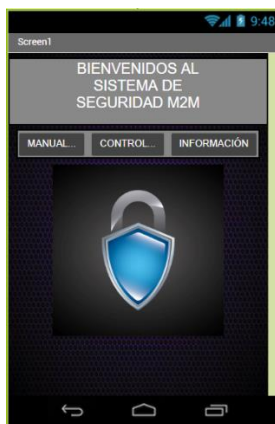 9:48
Screen1
BIENVENIDOS AL
SISTEMA DE
SEGURIDAD M2M
MANUAL... CONTROL... INFORMACIÓN